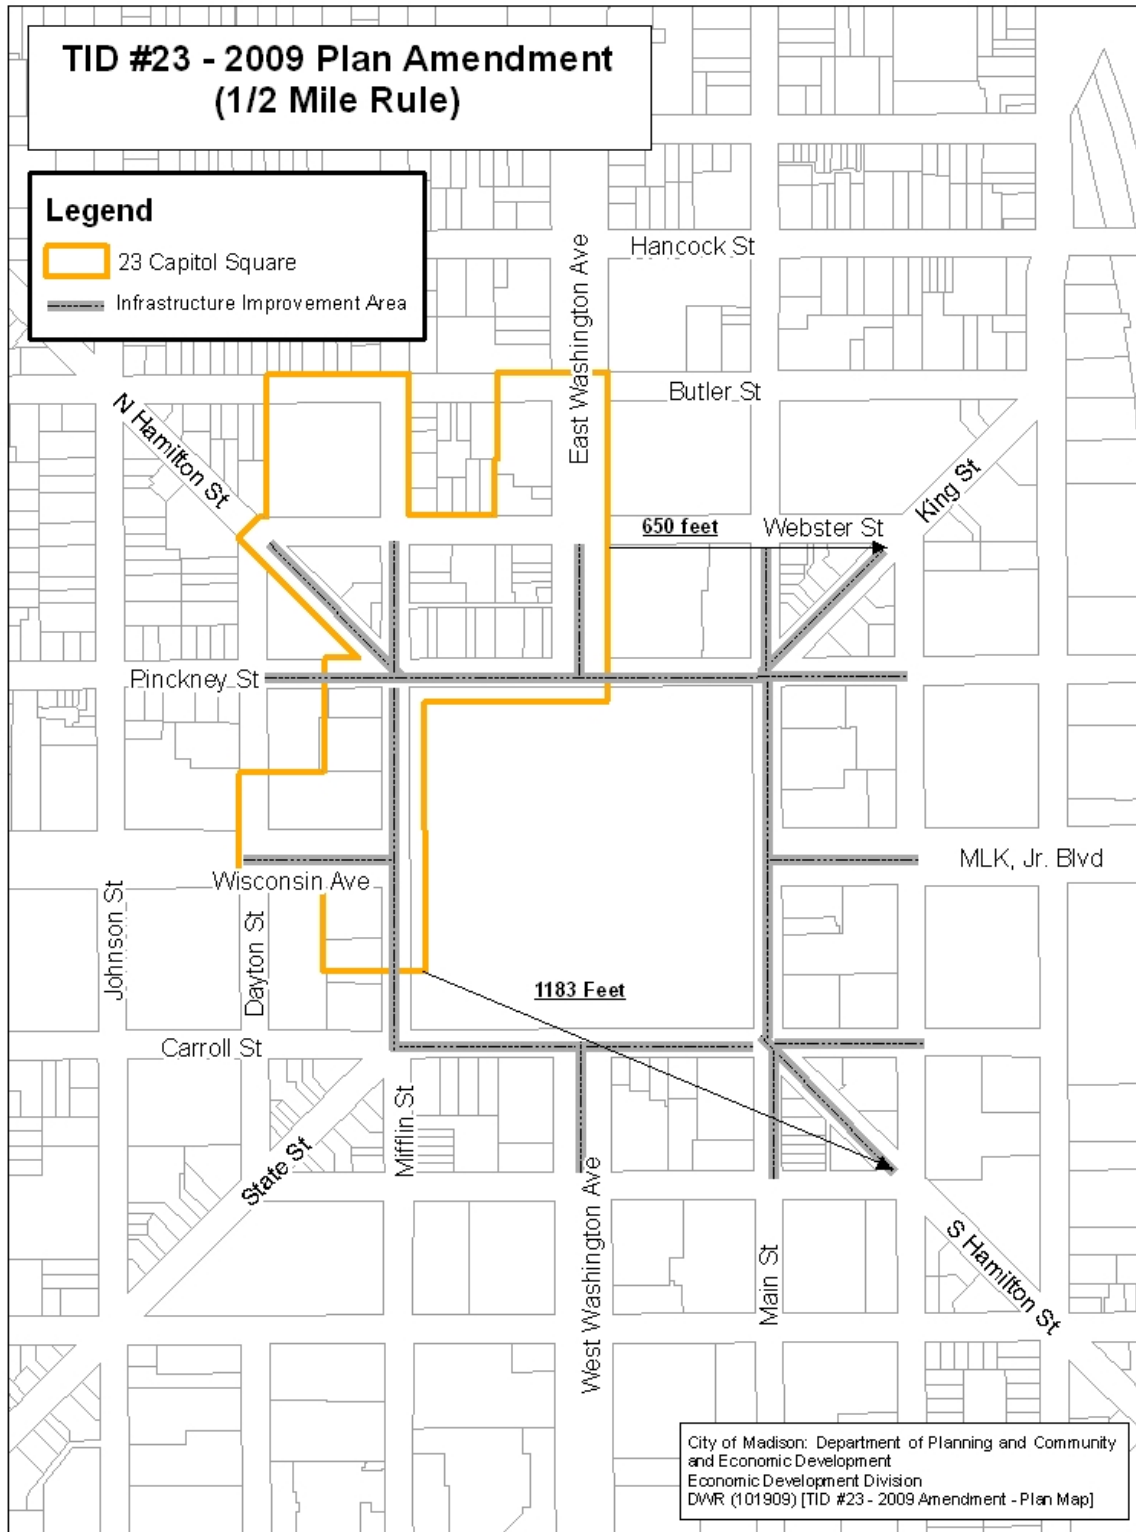 TID #23 - 2009 Plan Amendment
(1/2 Mile Rule)
Legend
23 Capitol Square
Infrastructure Improvement Area
Hancock St
East Washington Ave
Butler St
N Hamilton St
King St
650 feet
Webster St
Pinckney St
MLK, Jr. Blvd
Wisconsin Ave
Johnson St
Dayton St
1183 Feet
Carroll St
Mifflin St
State St
West Washington Ave
Main St
S Hamilton St
City of Madison: Department of Planning and Community
and Economic Development
Economic Development Division
DWR (101909) [TID #23 - 2009 Amendment - Plan Map]